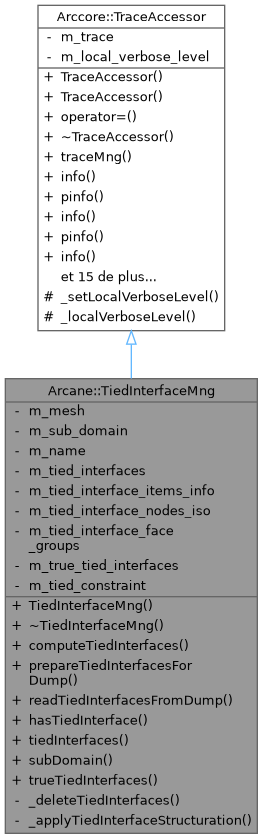 Arccore::TraceAccessor
- m_trace
- m_local_verbose_level
+ TraceAccessor()
+ TraceAccessor()
+ operator=()
+ ~TraceAccessor()
+ traceMng()
+ info()
+ pinfo()
+ info()
+ pinfo()
+ info()
et 15 de plus...
# _setLocalVerboseLevel()
# _localVerboseLevel()
Arcane::TiedInterfaceMng
- m_mesh
- m_sub_domain
- m_name
- m_tied_interfaces
- m_tied_interface_items_info
- m_tied_interface_nodes_iso
- m_tied_interface_face
_groups
- m_true_tied_interfaces
- m_tied_constraint
+ TiedInterfaceMng()
+ ~TiedInterfaceMng()
+ computeTiedInterfaces()
+ prepareTiedInterfacesFor
Dump()
+ readTiedInterfacesFromDump()
+ hasTiedInterface()
+ tiedInterfaces()
+ subDomain()
+ trueTiedInterfaces()
- _deleteTiedInterfaces()
- _applyTiedInterfaceStructuration()